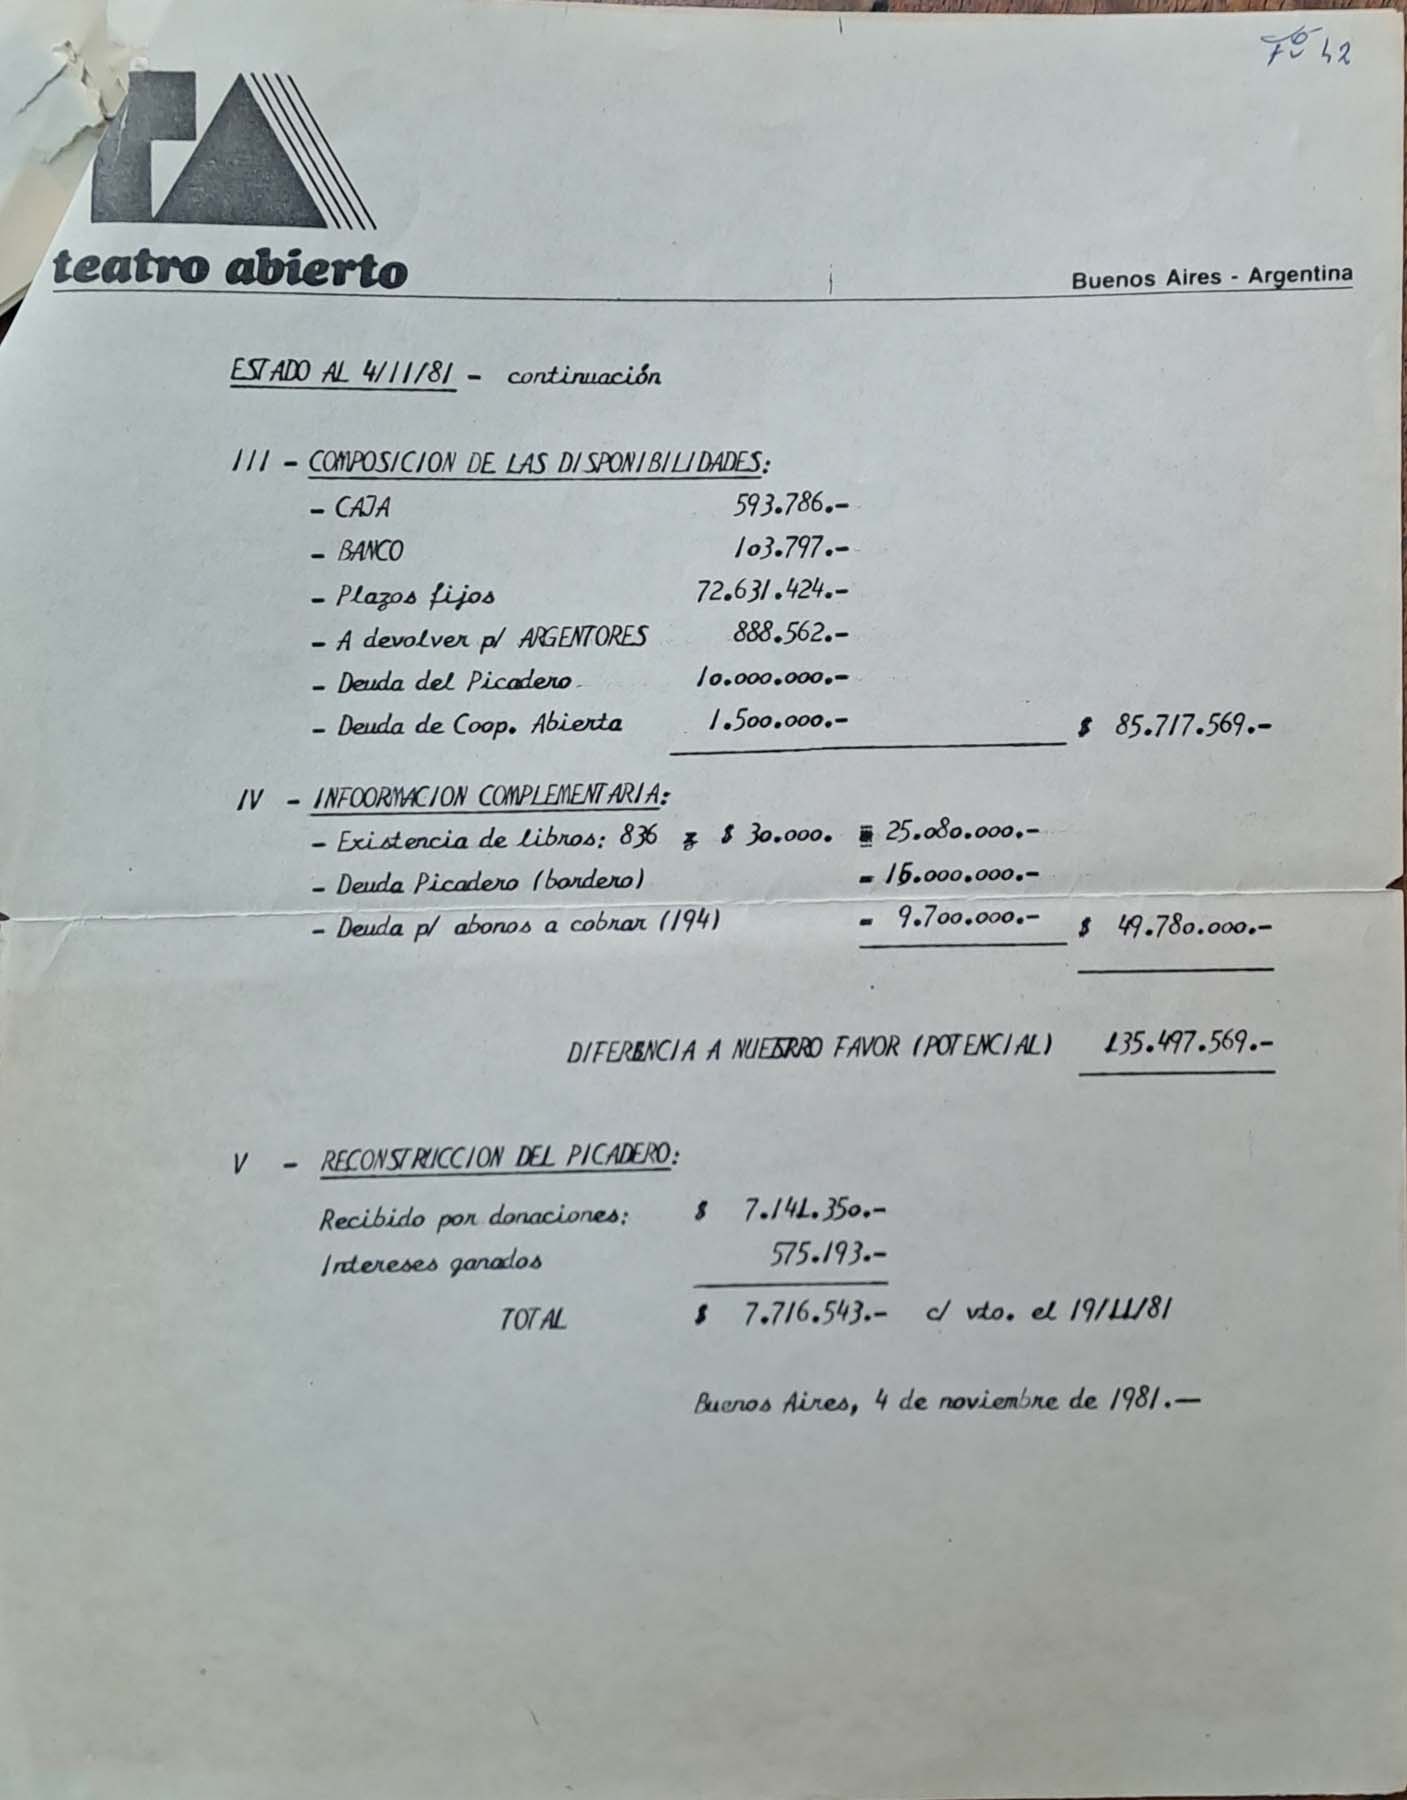 Fº 42
TA
teatro abierto
Buenos Aires - Argentina
ESTADO AL 4/11/81 - continuación
III - COMPOSICION DE LAS DISPONIBILIDADES:
- CAJA 593.786.-
- BANCO 103.797.-
- Plazos fijos 72.631.424.-
- A devolver p/ ARGENTORES 888.562.-
- Deuda del Picadero 10.000.000.-
- Deuda de Coop. Abierta 1.500.000.- $ 85.717.569.-
IV - INFOORMACION COMPLEMENTARIA:
- Existencia de libros: 836 $ 30.000. = 25.080.000.-
- Deuda Picadero (bordero) = 15.000.000.-
- Deuda p/ abonos a cobrar (194) = 9.700.000.- $ 49.780.000.-
DIFERENCIA A NUESTRO FAVOR (POTENCIAL) 135.497.569.-
V - RECONSTRUCCION DEL PICADERO:
Recibido por donaciones: $ 7.141.350.-
Intereses ganados 575.193.-
TOTAL $ 7.716.543.- c/ vto. el 19/11/81
Buenos Aires, 4 de noviembre de 1981.-